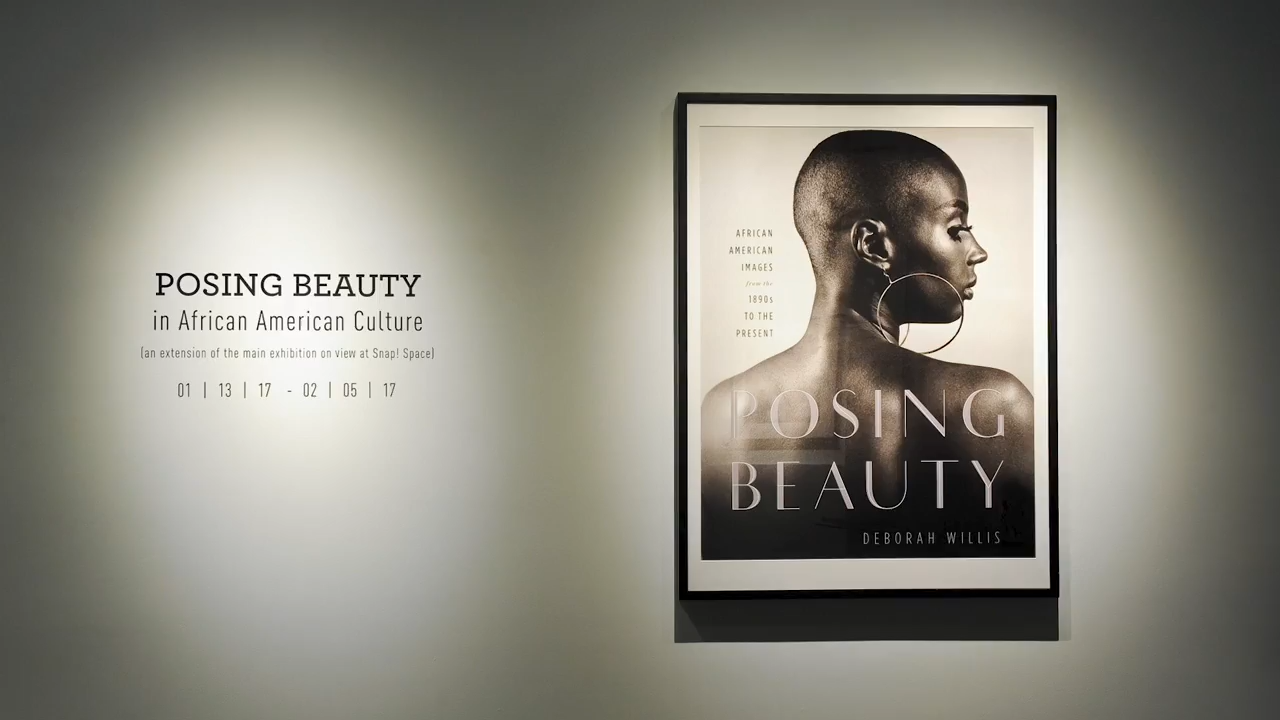 POSING BEAUTY
in African American Culture
(an extension of the main exhibition on view at Snap! Space)
01 | 13 | 17 - 02 | 05 | 17
AFRICAN
AMERICAN
IMAGES
from the
1890s
TO THE
PRESENT
POSING
BEAUTY
DEBORAH WILLIS